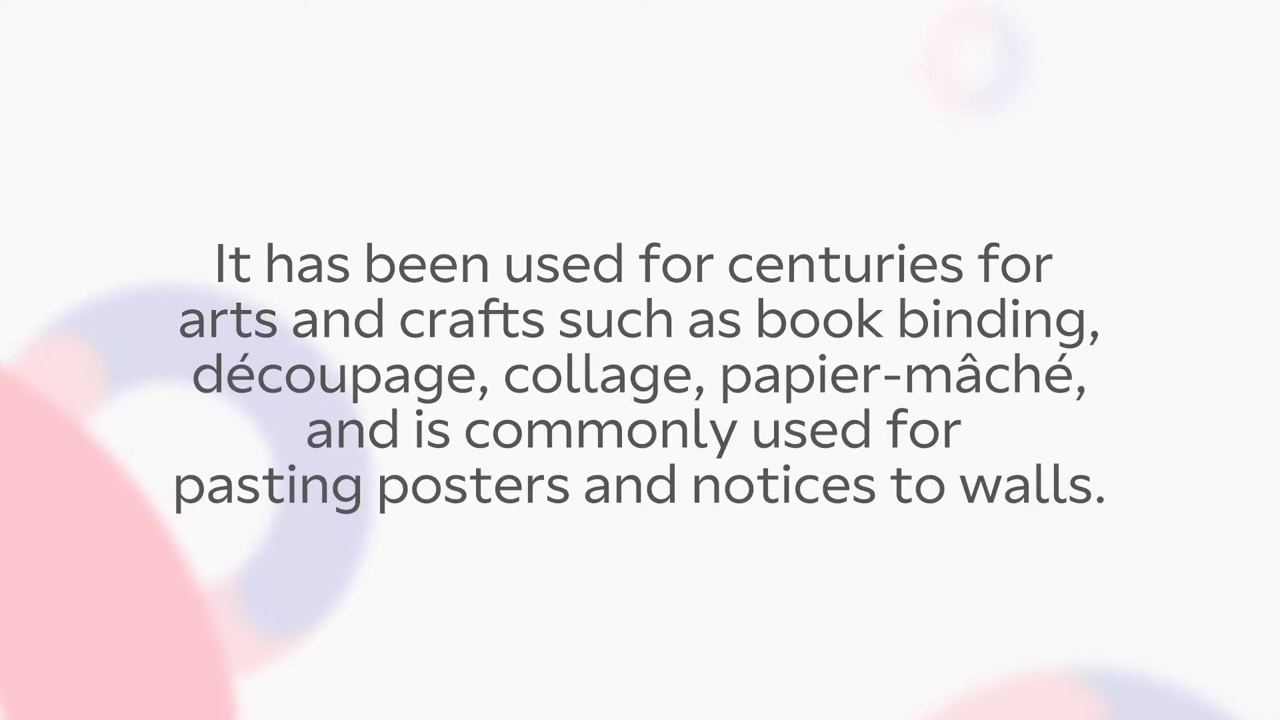 It has been used for centuries for
arts and crafts such as book binding,
découpage, collage, papier-mâché,
and is commonly used for
pasting posters and notices to walls.